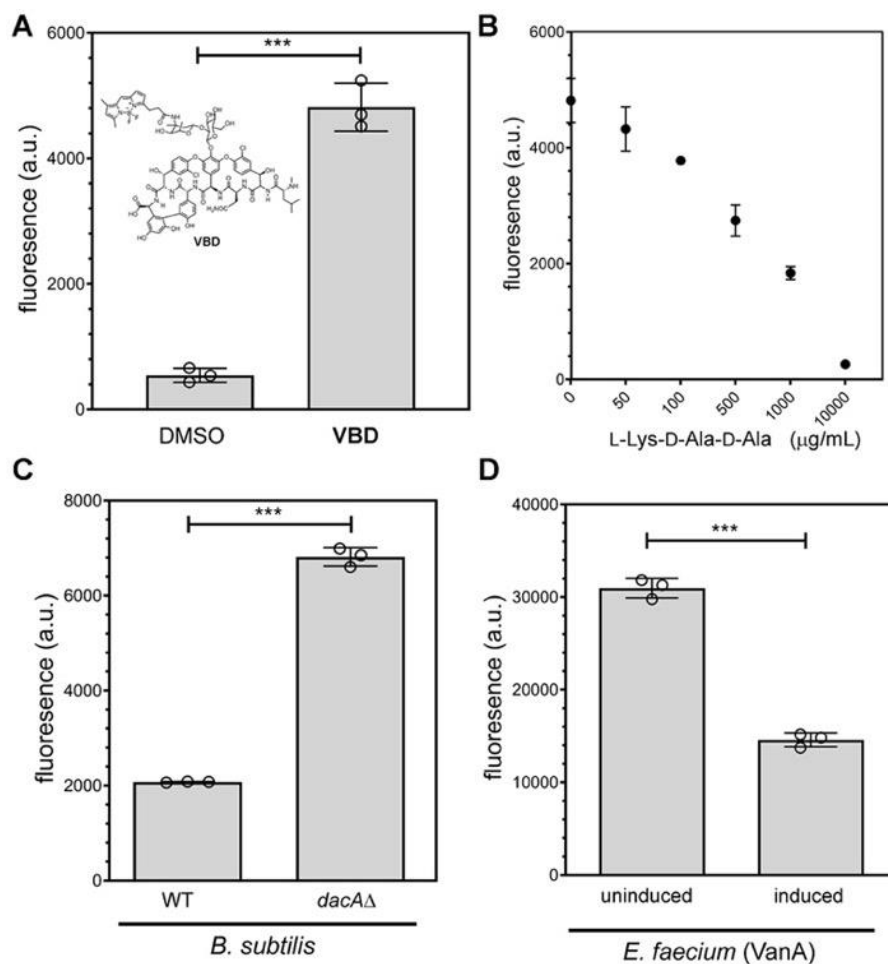 A
6000
4000
2000
0
fluoresence (a.u.)
***
VBD
DMSO
VBD
B
6000
4000
2000
0
fluoresence (a.u.)
0
50
100
500
1000
10000
L-Lys-D-Ala-D-Ala (μg/mL)
C
8000
6000
4000
2000
0
fluoresence (a.u.)
***
WT
dacAΔ
B. subtilis
D
40000
30000
20000
10000
0
fluoresence (a.u.)
***
uninduced
induced
E. faecium (VanA)